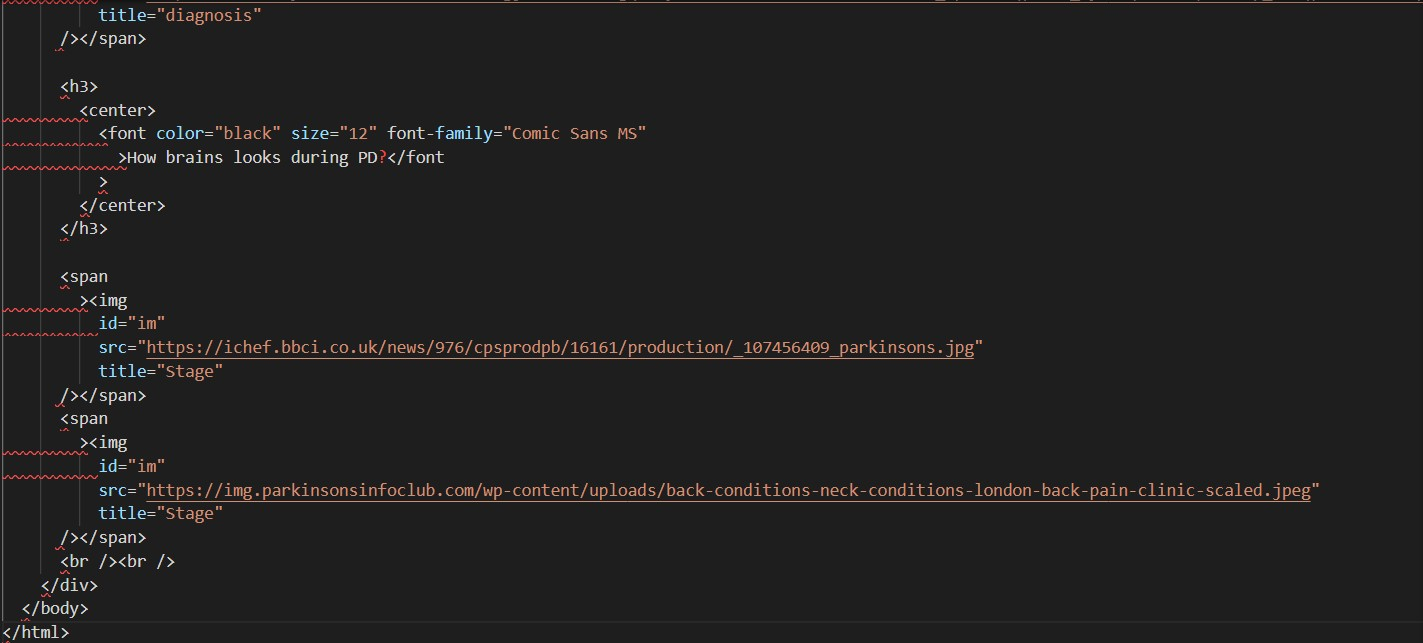 title="diagnosis"
/></span>
<h3>
<center>
<font color="black" size="12" font-family="Comic Sans MS"
>How brains looks during PD?</font
>
</center>
</h3>
<span
><img
id="im"
src="https://ichef.bbci.co.uk/news/976/cpsprodpb/16161/production/_107456409_parkinsons.jpg"
title="Stage"
/></span>
<span
><img
id="im"
src="https://img.parkinsonsinfoclub.com/wp-content/uploads/back-conditions-neck-conditions-london-back-pain-clinic-scaled.jpeg"
title="Stage"
/></span>
<br /><br />
</div>
</body>
</html>